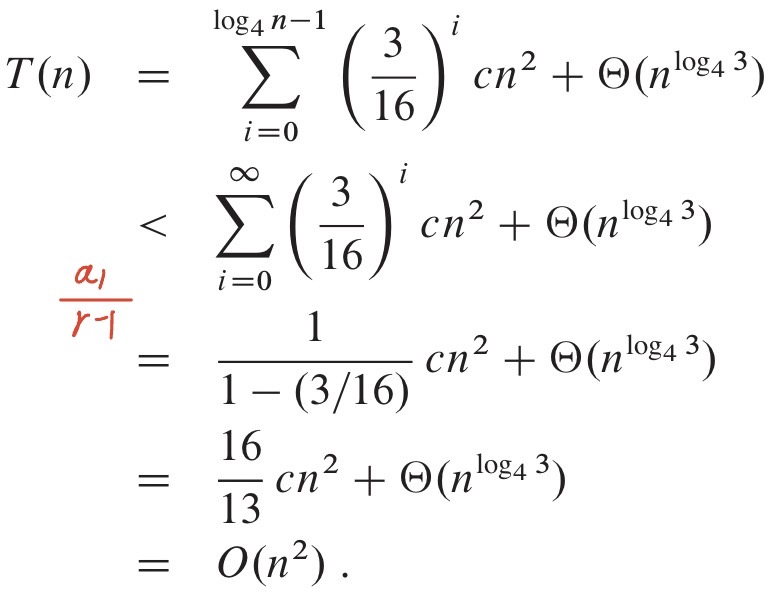 T(n) = \sum_{i=0}^{\log_4 n-1} \left(\frac{3}{16}\right)^i cn^2 + \Theta(n^{\log_4 3})
< \sum_{i=0}^{\infty} \left(\frac{3}{16}\right)^i cn^2 + \Theta(n^{\log_4 3})
\frac{a_1}{r-1}
= \frac{1}{1-(3/16)} cn^2 + \Theta(n^{\log_4 3})
= \frac{16}{13} cn^2 + \Theta(n^{\log_4 3})
= O(n^2) .